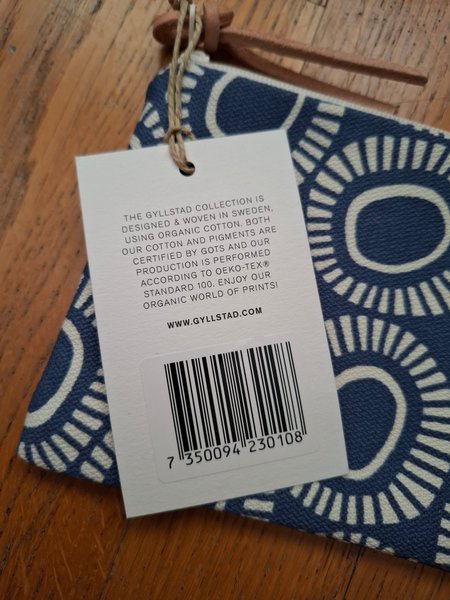 THE GYLLSTAD COLLECTION IS
DESIGNED & WOVEN IN SWEDEN,
USING ORGANIC COTTON. BOTH
OUR COTTON AND PIGMENTS ARE
CERTIFIED BY GOTS AND OUR
PRODUCTION IS PERFORMED
ACCORDING TO OEKO-TEX®
STANDARD 100. ENJOY OUR
ORGANIC WORLD OF PRINTS!
WWW.GYLLSTAD.COM
7 350094 230108